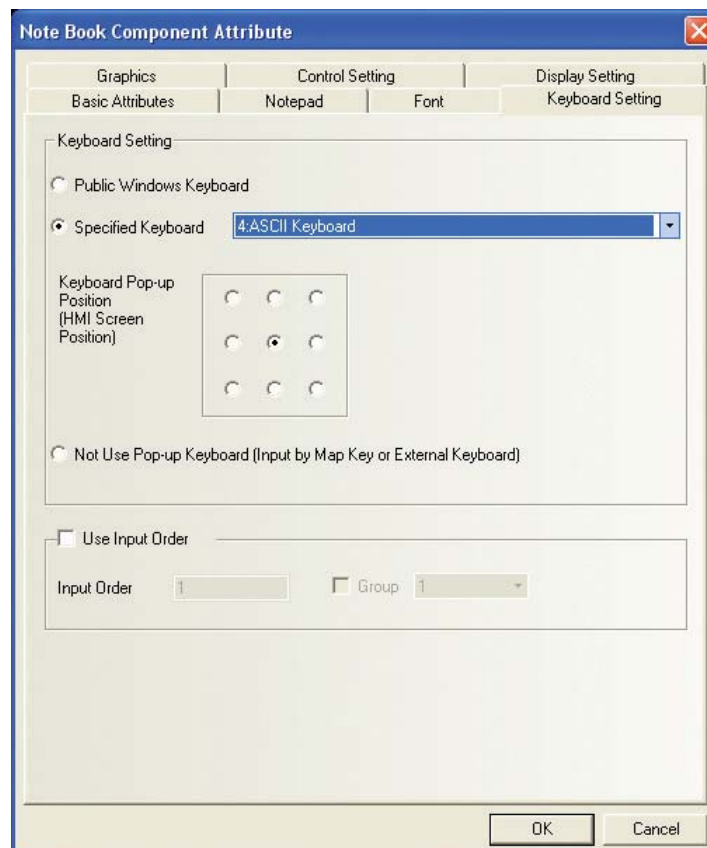 Note Book Component Attribute
Graphics Control Setting Display Setting
Basic Attributes Notepad Font Keyboard Setting
Keyboard Setting
Public Windows Keyboard
Specified Keyboard 4:ASCII Keyboard
Keyboard Pop-up
Position
(HMI Screen
Position)
Not Use Pop-up Keyboard (Input by Map Key or External Keyboard)
Use Input Order
Input Order 1 Group 1
OK Cancel